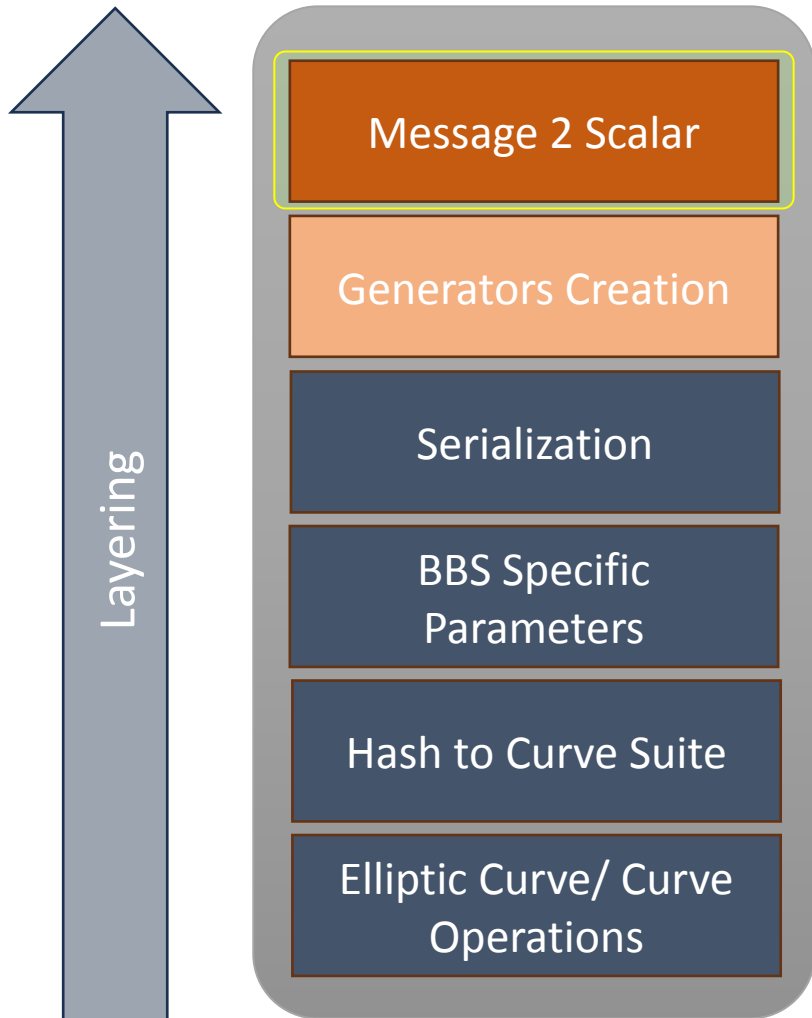 Layering
Message 2 Scalar
Generators Creation
Serialization
BBS Specific
Parameters
Hash to Curve Suite
Elliptic Curve/ Curve
Operations